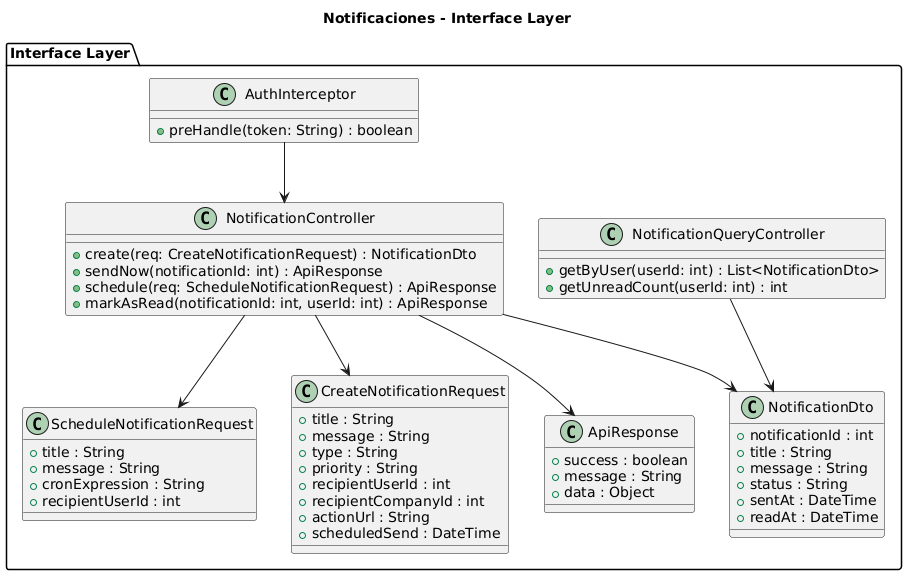 Notificaciones - Interface Layer
Interface Layer
C AuthInterceptor
preHandle(token: String) : boolean
C NotificationController
create(req: CreateNotificationRequest) : NotificationDto
sendNow(notificationId: int) : ApiResponse
schedule(req: ScheduleNotificationRequest) : ApiResponse
markAsRead(notificationId: int, userId: int) : ApiResponse
C NotificationQueryController
getByUser(userId: int) : List<NotificationDto>
getUnreadCount(userId: int) : int
C ScheduleNotificationRequest
title : String
message : String
cronExpression : String
recipientUserId : int
C CreateNotificationRequest
title : String
message : String
type : String
priority : String
recipientUserId : int
recipientCompanyId : int
actionUrl : String
scheduledSend : DateTime
C ApiResponse
success : boolean
message : String
data : Object
C NotificationDto
notificationId : int
title : String
message : String
status : String
sentAt : DateTime
readAt : DateTime